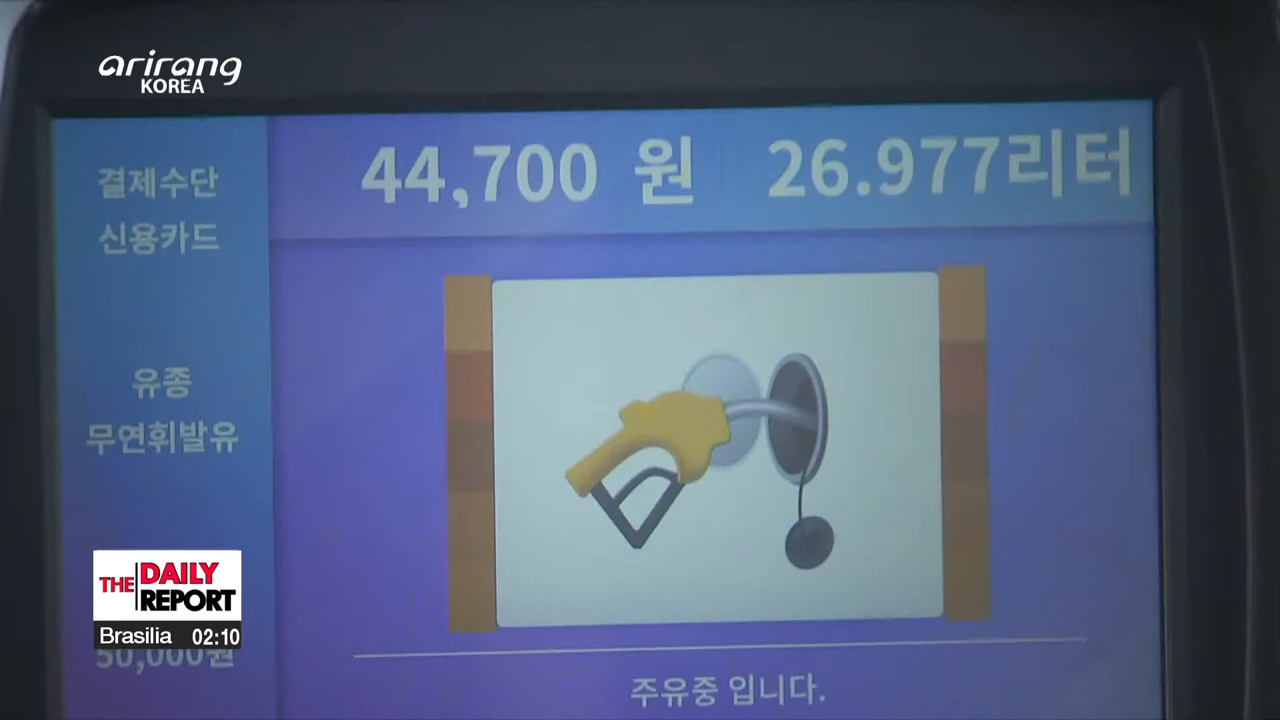 arirang
KOREA
결제수단
신용카드
44,700 원
26.977리터
유종
무연휘발유
THE DAILY
REPORT
Brasilia 02:10
50,000원
주유중 입니다.